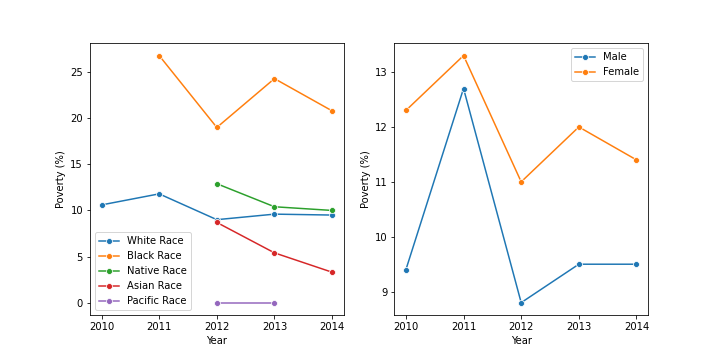 Poverty (%)
25
20
15
10
5
0
White Race
Black Race
Native Race
Asian Race
Pacific Race
2010 2011 2012 2013 2014
Year
Poverty (%)
13
12
11
10
9
Male
Female
2010 2011 2012 2013 2014
Year